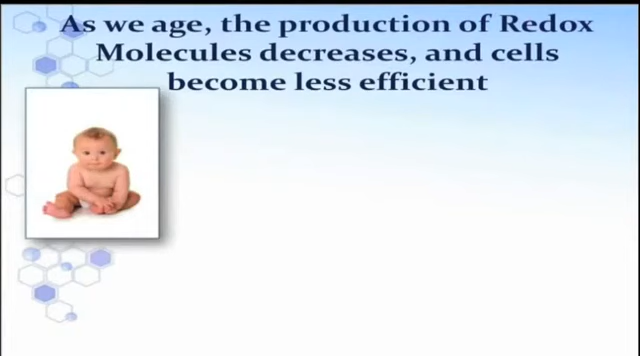 As we age, the production of Redox
Molecules decreases, and cells
become less efficient